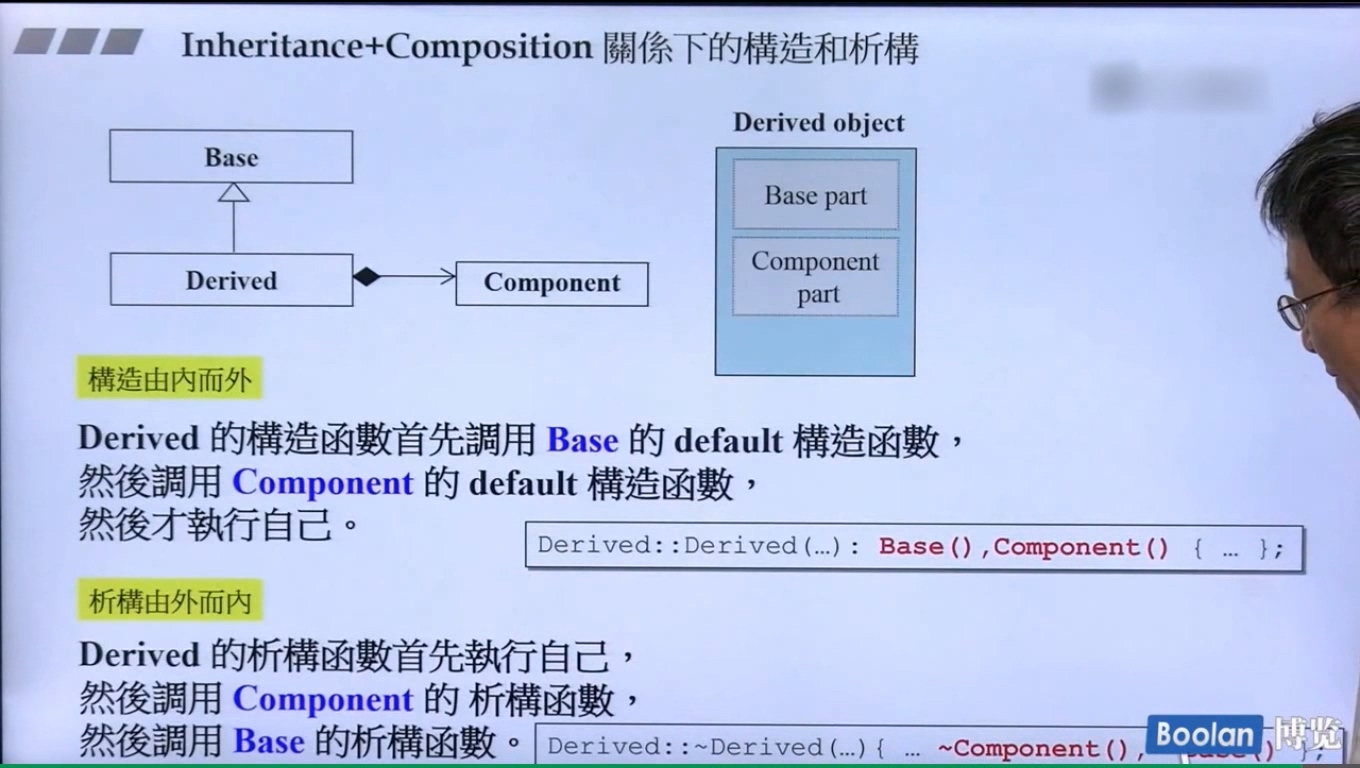 Inheritance+Composition 關係下的構造和析構
Derived object
Base
Base part
Component
part
Derived
Component
構造由內而外
Derived 的構造函數首先調用 Base 的 default 構造函數，
然後調用 Component 的 default 構造函數，
然後才執行自己。
Derived::Derived(…): Base(),Component() { … };
析構由外而內
Derived 的析構函數首先執行自己，
然後調用 Component 的 析構函數，
然後調用 Base 的析構函數。
Derived::~Derived(…){ … ~Component(), };
Boolan 博览